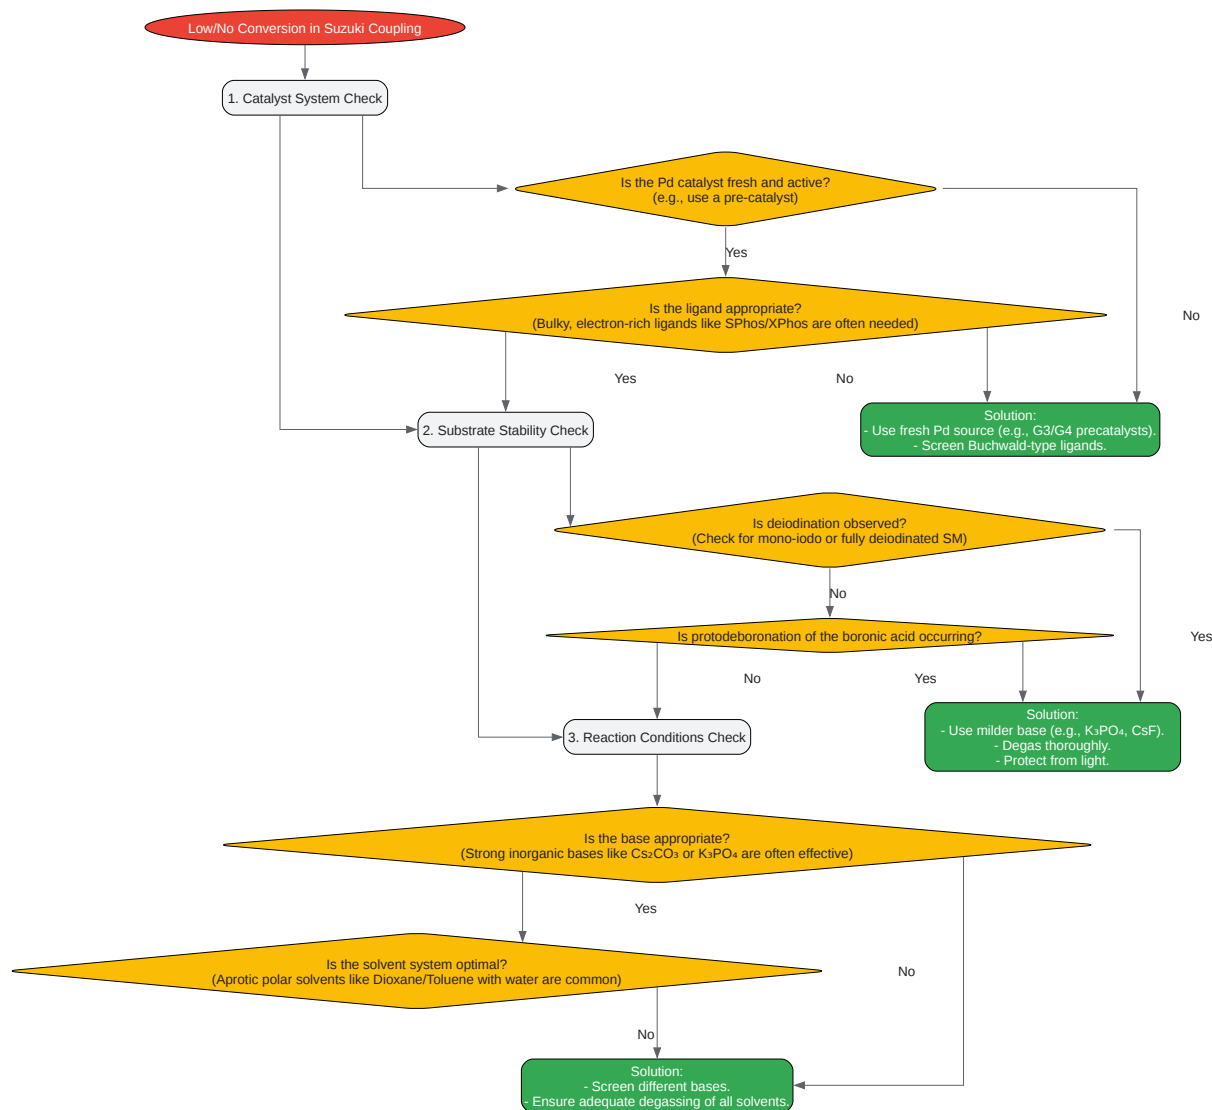 Low/No Conversion in Suzuki Coupling
1. Catalyst System Check
Is the Pd catalyst fresh and active?
(e.g., use a pre-catalyst)
Yes
Is the ligand appropriate?
(Bulky, electron-rich ligands like SPhos/XPhos are often needed)
No
Yes
No
Solution:
- Use fresh Pd source (e.g., G3/G4 precatalysts).
- Screen Buchwald-type ligands.
2. Substrate Stability Check
Is deiodination observed?
(Check for mono-iodo or fully deiodinated SM)
No
Is protodeboronation of the boronic acid occurring?
Yes
No
Yes
Solution:
- Use milder base (e.g., K₃PO₄, CsF).
- Degas thoroughly.
- Protect from light.
3. Reaction Conditions Check
Is the base appropriate?
(Strong inorganic bases like Cs₂CO₃ or K₃PO₄ are often effective)
Yes
Is the solvent system optimal?
(Aprotic polar solvents like Dioxane/Toluene with water are common)
No
No
Solution:
- Screen different bases.
- Ensure adequate degassing of all solvents.